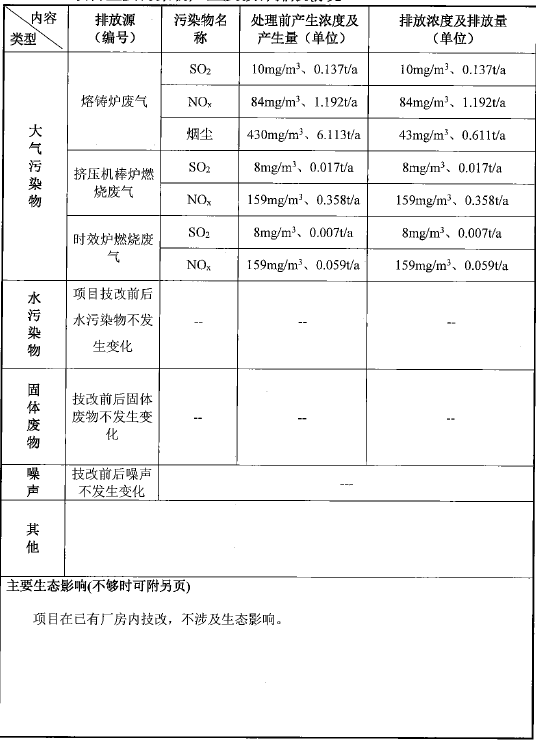 内容
类型
排放源
（编号）
污染物名
称
处理前产生浓度及
产生量（单位）
排放浓度及排放量
（单位）
大气污染物
熔铸炉废气
SO₂
10mg/m³、0.137t/a
10mg/m³、0.137t/a
NOₓ
84mg/m³、1.192t/a
84mg/m³、1.192t/a
烟尘
430mg/m³、6.113t/a
43mg/m³、0.611t/a
挤压机棒炉燃
烧废气
SO₂
8mg/m³、0.017t/a
8mg/m³、0.017t/a
NOₓ
159mg/m³、0.358t/a
159mg/m³、0.358t/a
时效炉燃烧废
气
SO₂
8mg/m³、0.007t/a
8mg/m³、0.007t/a
NOₓ
159mg/m³、0.059t/a
159mg/m³、0.059t/a
水污染物
项目技改前后
水污染物不发
生变化
--
--
--
固体废物
技改前后固体
废物不发生变
化
--
--
--
噪声
技改前后噪声
不发生变化
---
其他
主要生态影响(不够时可附另页)
项目在已有厂房内技改，不涉及生态影响。